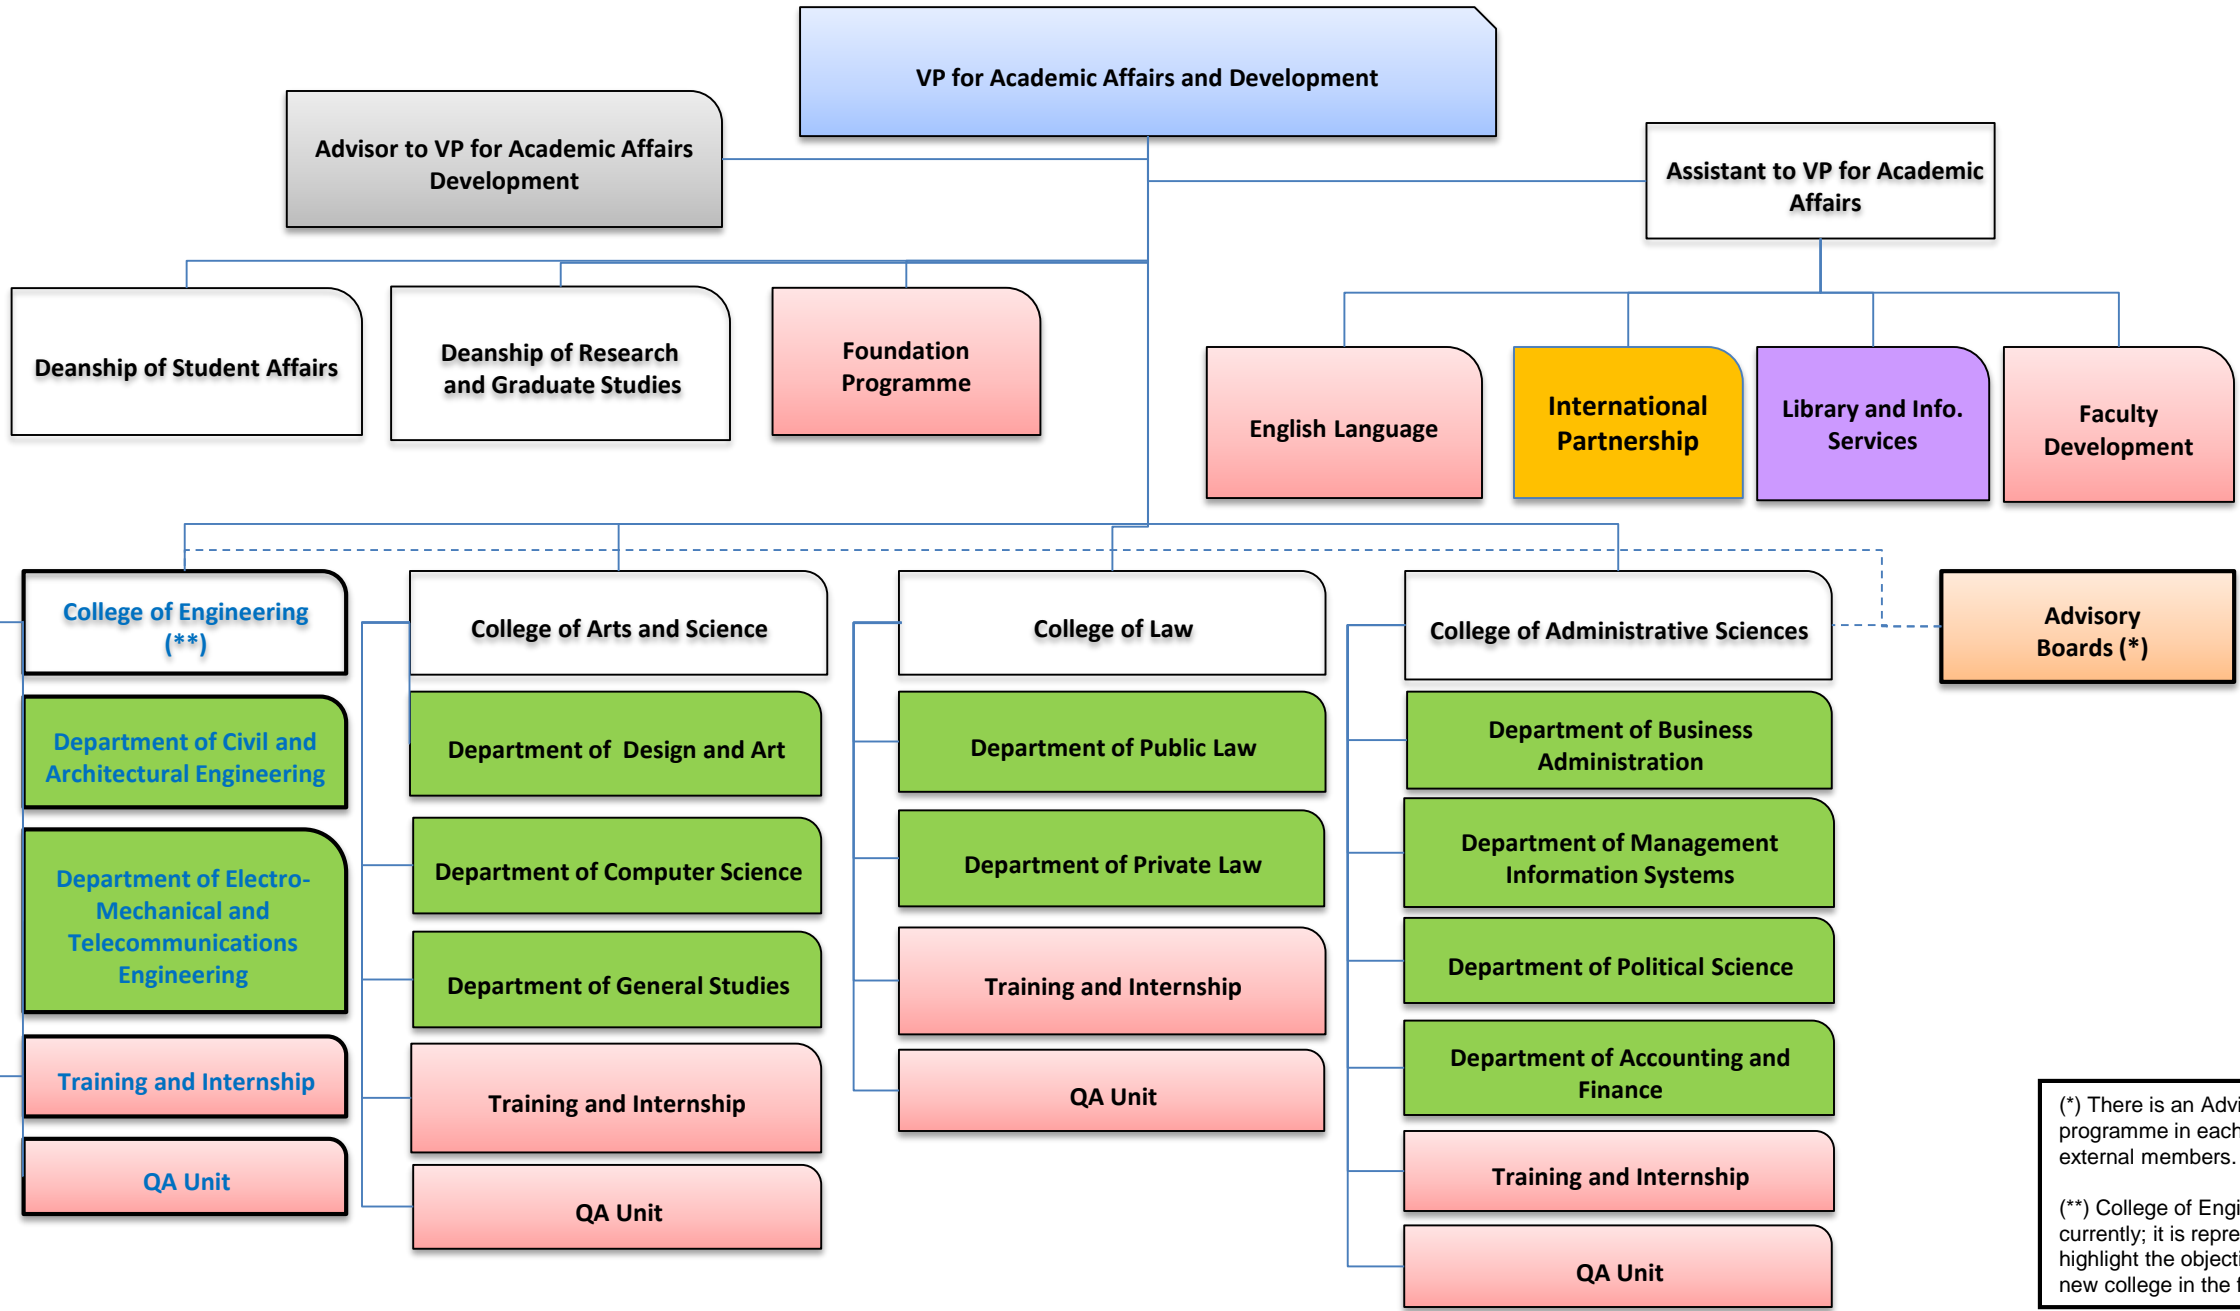 VP for Academic Affairs and Development
Advisor to VP for Academic Affairs
Development
Assistant to VP for Academic
Affairs
Deanship of Student Affairs
Deanship of Research
and Graduate Studies
Foundation
Programme
English Language
International
Partnership
Library and Info.
Services
Faculty
Development
College of Engineering
(**)
Department of Civil and
Architectural Engineering
Department of Electro-
Mechanical and
Telecommunications
Engineering
Training and Internship
QA Unit
College of Arts and Science
Department of  Design and Art
Department of Computer Science
Department of General Studies
Training and Internship
QA Unit
College of Law
Department of Public Law
Department of Private Law
Training and Internship
QA Unit
College of Administrative Sciences
Department of Business
Administration
Department of Management
Information Systems
Department of Political Science
Department of Accounting and
Finance
Training and Internship
QA Unit
Advisory
Boards (*)
(*) There is an
programme in each
external members.
(**) College of
currently; it is
highlight the
new college in the